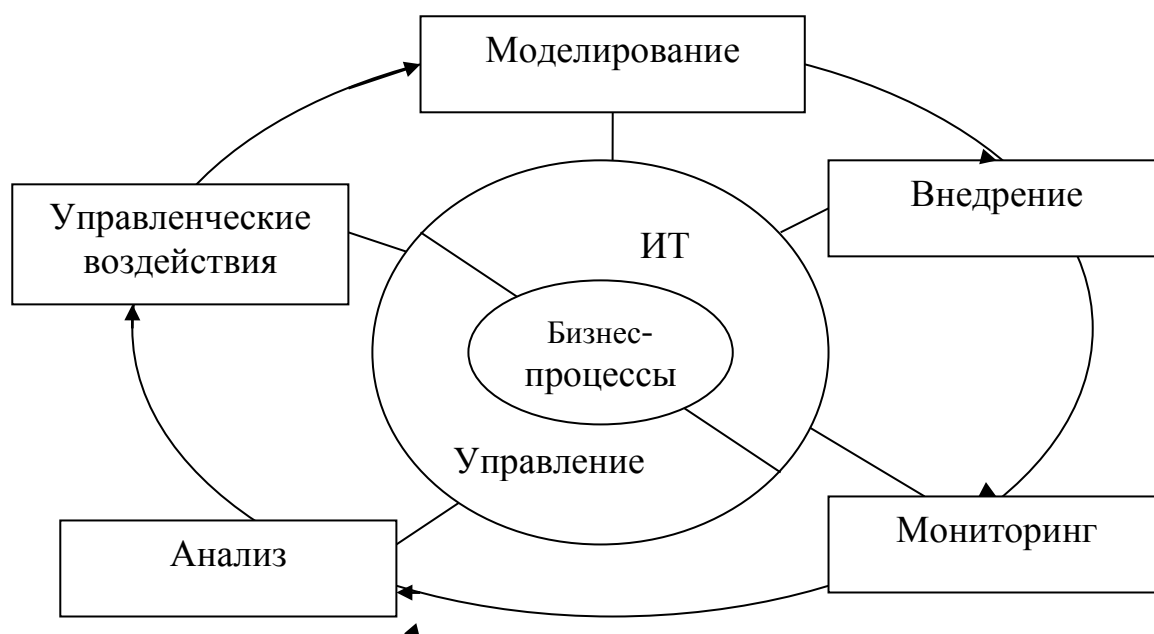 Моделирование
Внедрение
Управленческие
воздействия
ИТ
Бизнес-
процессы
Управление
Мониторинг
Анализ